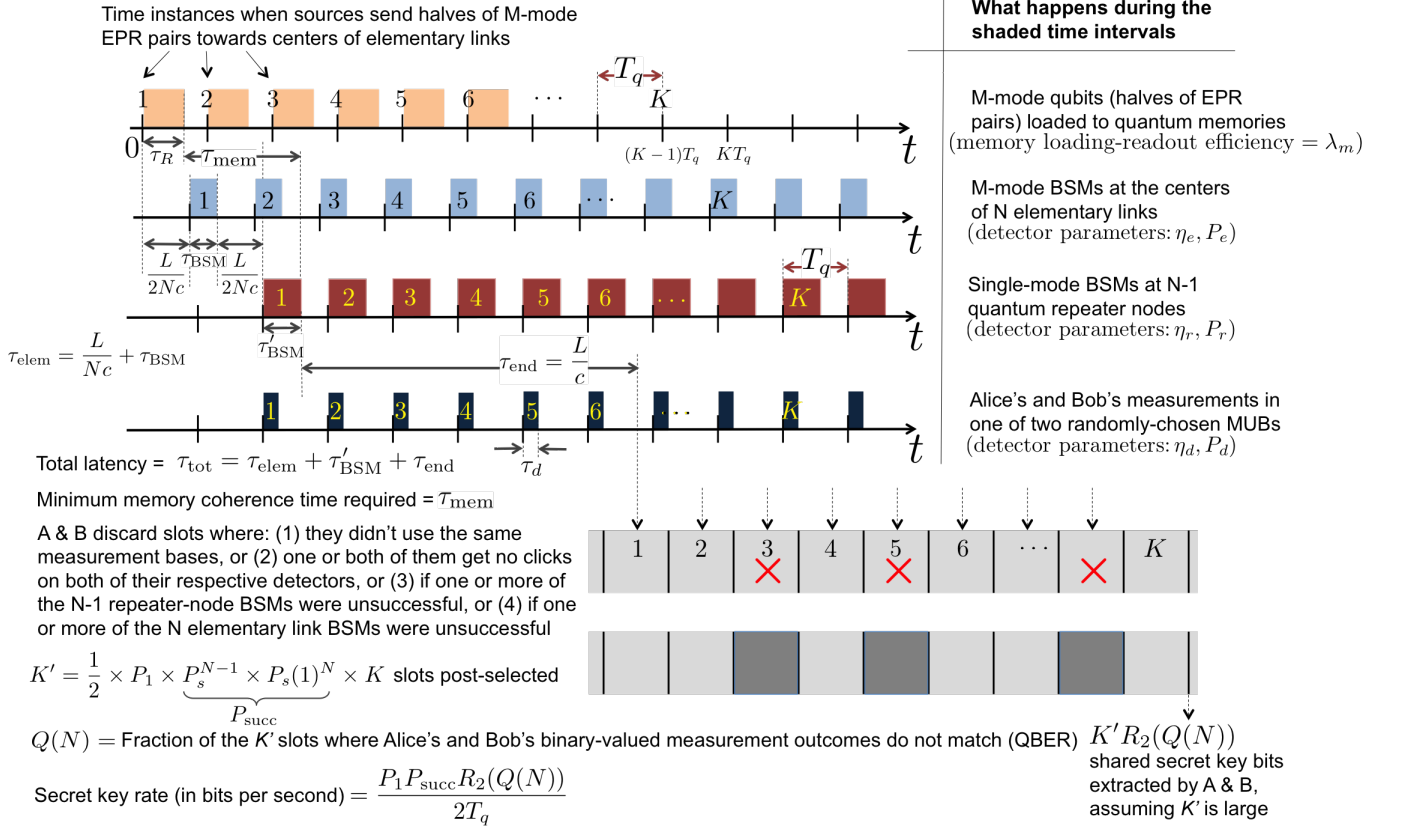 Time instances when sources send halves of M-mode
EPR pairs towards centers of elementary links
What happens during the
shaded time intervals
T_q
1 2 3 4 5 6 ··· K
M-mode qubits (halves of EPR
pairs) loaded to quantum memories
(memory loading-readout efficiency = λ_m)
0 τ_R τ_mem (K − 1)T_q KT_q t
1 2 3 4 5 6 ··· K
M-mode BSMs at the centers
of N elementary links
(detector parameters: η_e, P_e)
t
L/2Nc τ_BSM L/2Nc
T_q
1 2 3 4 5 6 ··· K
Single-mode BSMs at N-1
quantum repeater nodes
(detector parameters: η_r, P_r)
t
τ_elem = L/Nc + τ_BSM
τ′_BSM
τ_end = L/c
1 2 3 4 5 6 ··· K
Alice's and Bob's measurements in
one of two randomly-chosen MUBs
(detector parameters: η_d, P_d)
t
τ_d
Total latency = τ_tot = τ_elem + τ′_BSM + τ_end
Minimum memory coherence time required = τ_mem
A & B discard slots where: (1) they didn't use the same
measurement bases, or (2) one or both of them get no clicks
on both of their respective detectors, or (3) if one or more of
the N-1 repeater-node BSMs were unsuccessful, or (4) if one
or more of the N elementary link BSMs were unsuccessful
1 2 3 4 5 6 ··· K
K′ = 1/2 × P_1 × P_s^{N−1} × P_s(1)^N × K slots post-selected
P_succ
Q(N) = Fraction of the K' slots where Alice's and Bob's binary-valued measurement outcomes do not match (QBER)
K′R_2(Q(N))
shared secret key bits
extracted by A & B,
assuming K' is large
Secret key rate (in bits per second) = P_1 P_succ R_2(Q(N)) / 2T_q